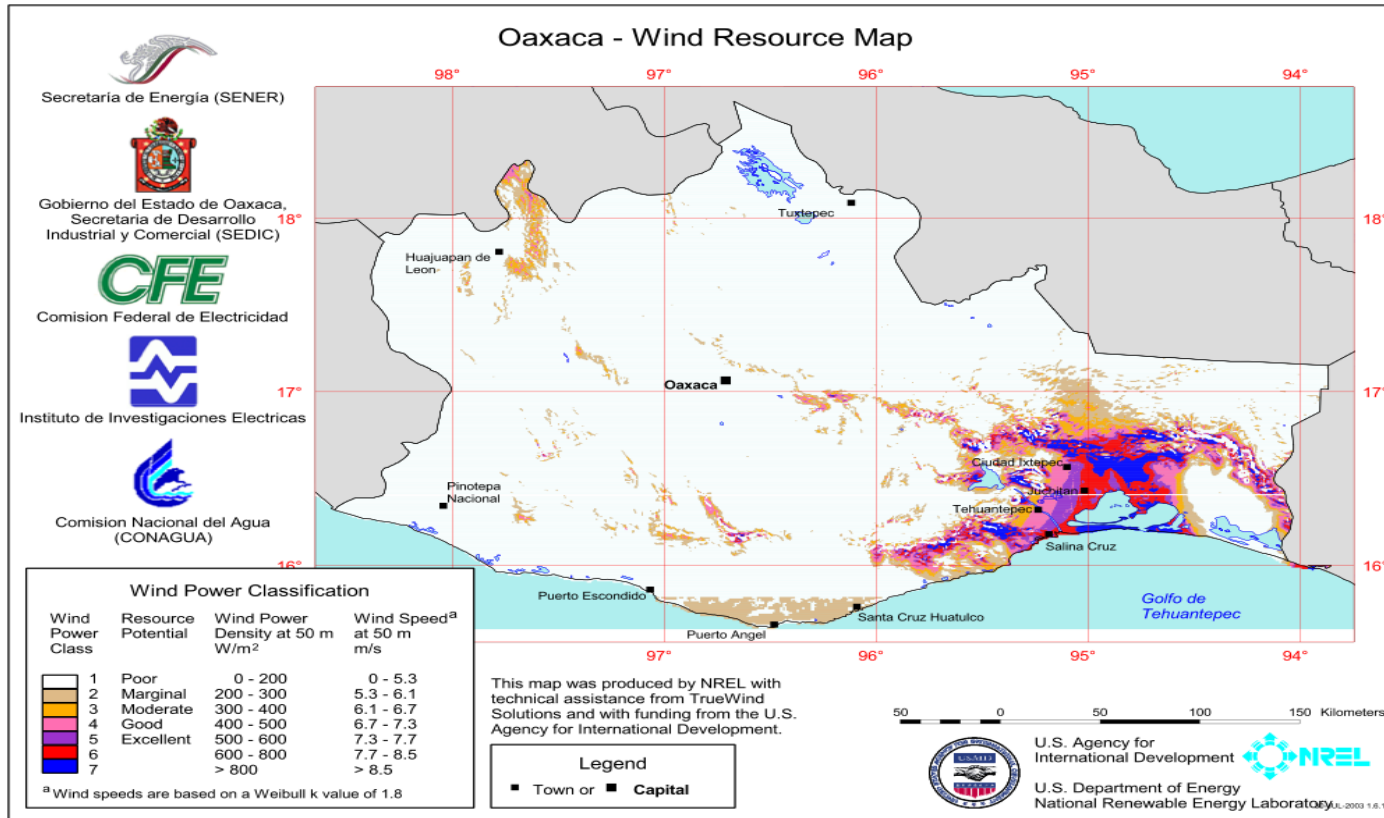 Oaxaca - Wind Resource Map
Secretaría de Energía (SENER)
Gobierno del Estado de Oaxaca,
Secretaria de Desarrollo
Industrial y Comercial (SEDIC)
CFE
Comision Federal de Electricidad
Instituto de Investigaciones Electricas
Comision Nacional del Agua
(CONAGUA)
98° 97° 96° 95° 94°
18° 18°
17° 17°
16° 16°
97° 96° 95° 94°
Tuxtepec
Huajuapan de
Leon
Oaxaca
Ciudad Ixtepec
Juchitan
Tehuantepec
Salina Cruz
Pinotepa
Nacional
Puerto Escondido
Santa Cruz Huatulco
Puerto Angel
Golfo de
Tehuantepec
Wind Power Classification
Wind Resource Wind Power Wind Speed a
Power Potential Density at 50 m at 50 m
Class W/m² m/s
1 Poor 0 - 200 0 - 5.3
2 Marginal 200 - 300 5.3 - 6.1
3 Moderate 300 - 400 6.1 - 6.7
4 Good 400 - 500 6.7 - 7.3
5 Excellent 500 - 600 7.3 - 7.7
6 600 - 800 7.7 - 8.5
7 > 800 > 8.5
a Wind speeds are based on a Weibull k value of 1.8
This map was produced by NREL with
technical assistance from TrueWind
Solutions and with funding from the U.S.
Agency for International Development.
Legend
Town or Capital
50 0 50 100 150 Kilometers
U.S. Agency for
International Development
NREL
U.S. Department of Energy
National Renewable Energy Laboratory